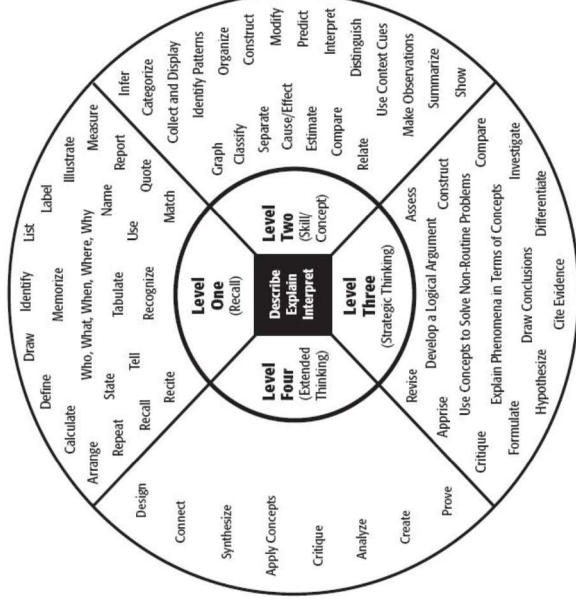 Draw
Identify
List
Define
Memorize
Label
Illustrate
Calculate
Who, What, When, Where, Why
Measure
Arrange
State
Tabulate
Name
Report
Repeat
Tell
Use
Quote
Recall
Recognize
Match
Recite
Level
One
(Recall)
Infer
Categorize
Collect and Display
Identify Patterns
Organize
Construct
Modify
Predict
Interpret
Distinguish
Use Context Cues
Make Observations
Summarize
Show
Graph
Classify
Separate
Cause/Effect
Estimate
Compare
Relate
Level
Two
(Skill/
Concept)
Describe
Explain
Interpret
Level
Three
(Strategic Thinking)
Revise
Assess
Apprise
Develop a Logical Argument
Construct
Critique
Use Concepts to Solve Non-Routine Problems
Compare
Formulate
Explain Phenomena in Terms of Concepts
Investigate
Hypothesize
Draw Conclusions
Differentiate
Cite Evidence
Level
Four
(Extended
Thinking)
Design
Connect
Synthesize
Apply Concepts
Critique
Analyze
Create
Prove